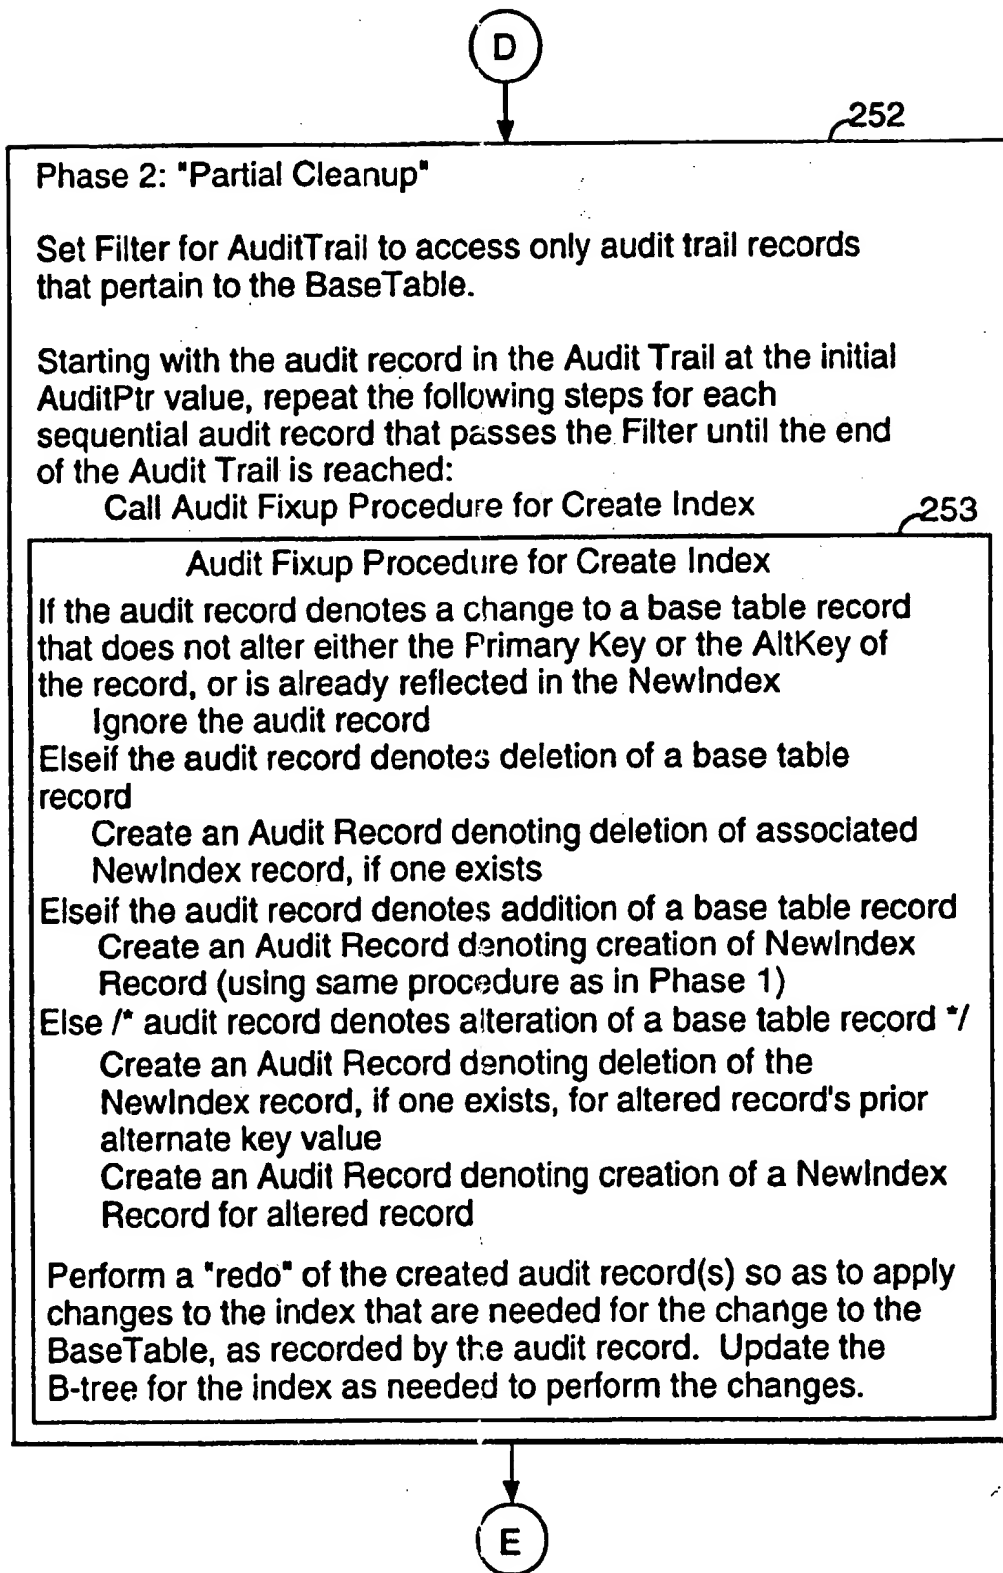 D
252
Phase 2: "Partial Cleanup"
Set Filter for AuditTrail to access only audit trail records
that pertain to the BaseTable.
Starting with the audit record in the Audit Trail at the initial
AuditPtr value, repeat the following steps for each
sequential audit record that passes the Filter until the end
of the Audit Trail is reached:
Call Audit Fixup Procedure for Create Index
253
Audit Fixup Procedure for Create Index
If the audit record denotes a change to a base table record
that does not alter either the Primary Key or the AltKey of
the record, or is already reflected in the NewIndex
Ignore the audit record
Elseif the audit record denotes deletion of a base table
record
Create an Audit Record denoting deletion of associated
NewIndex record, if one exists
Elseif the audit record denotes addition of a base table record
Create an Audit Record denoting creation of NewIndex
Record (using same procedure as in Phase 1)
Else /* audit record denotes alteration of a base table record */
Create an Audit Record denoting deletion of the
NewIndex record, if one exists, for altered record's prior
alternate key value
Create an Audit Record denoting creation of a NewIndex
Record for altered record
Perform a "redo" of the created audit record(s) so as to apply
changes to the index that are needed for the change to the
BaseTable, as recorded by the audit record. Update the
B-tree for the index as needed to perform the changes.
E